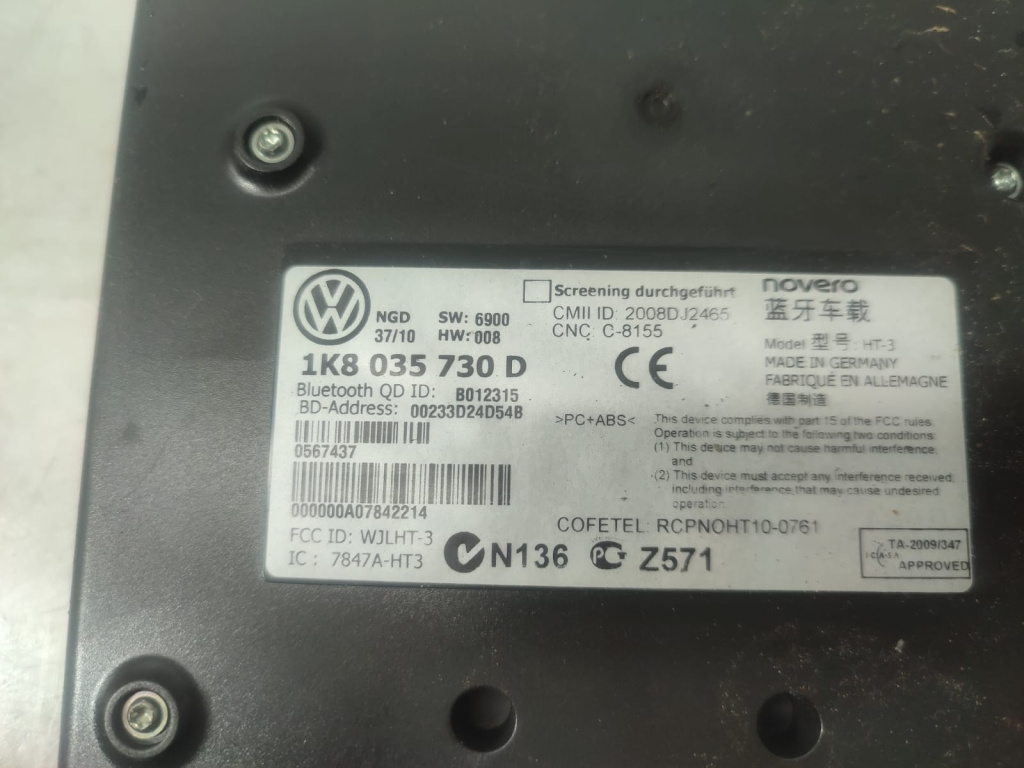 NGD SW: 6900
37/10 HW: 008
1K8 035 730 D
Bluetooth QD ID: B012315
BD-Address: 00233D24D54B
0567437
000000A07842214
FCC ID: WJLHT-3
IC : 7847A-HT3
Screening durchgeführt
CMII ID: 2008DJ2465
CNC: C-8155
CE
>PC+ABS<
novero
蓝牙车载
Model 型号: HT-3
MADE IN GERMANY
FABRIQUÉ EN ALLEMAGNE
德国制造
This device complies with part 15 of the FCC rules.
Operation is subject to the following two conditions:
(1) This device may not cause harmful interference,
and
(2) This device must accept any interference received,
including interference that may cause undesired
operation.
COFETEL: RCPNOHT10-0761
N136 Z571
TA-2009/347
I C A S A
APPROVED